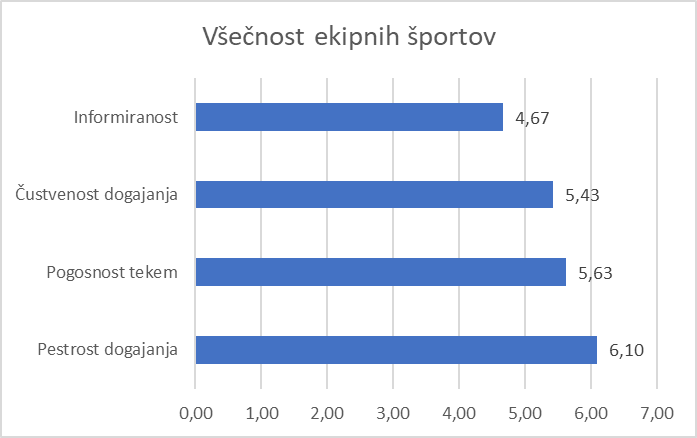 Všečnost ekipnih športov
Informiranost
4,67
Čustvenost dogajanja
5,43
Pogosnost tekem
5,63
Pestrost dogajanja
6,10
0,00 1,00 2,00 3,00 4,00 5,00 6,00 7,00